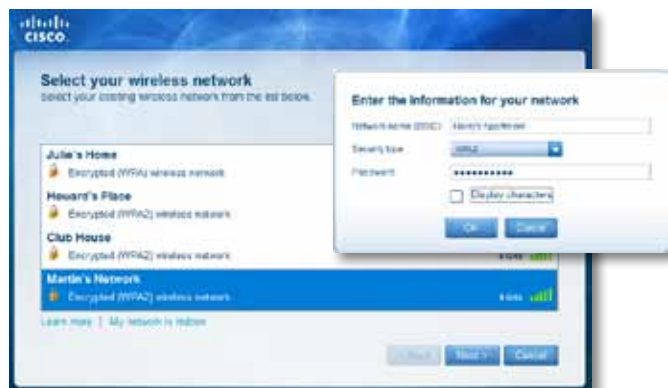 CISCO
Select your wireless network
Select your existing wireless network from the list below.
Julie's Home
Encrypted (WPA) wireless network
Howard's Place
Encrypted (WPA2) wireless network
Club House
Encrypted (WPA2) wireless network
Martin's Network
Encrypted (WPA2) wireless network
Learn more | My network is hidden
Next > Cancel
Enter the information for your network
Network name (SSID)
Security type WPA2
Password
Display characters
OK Cancel